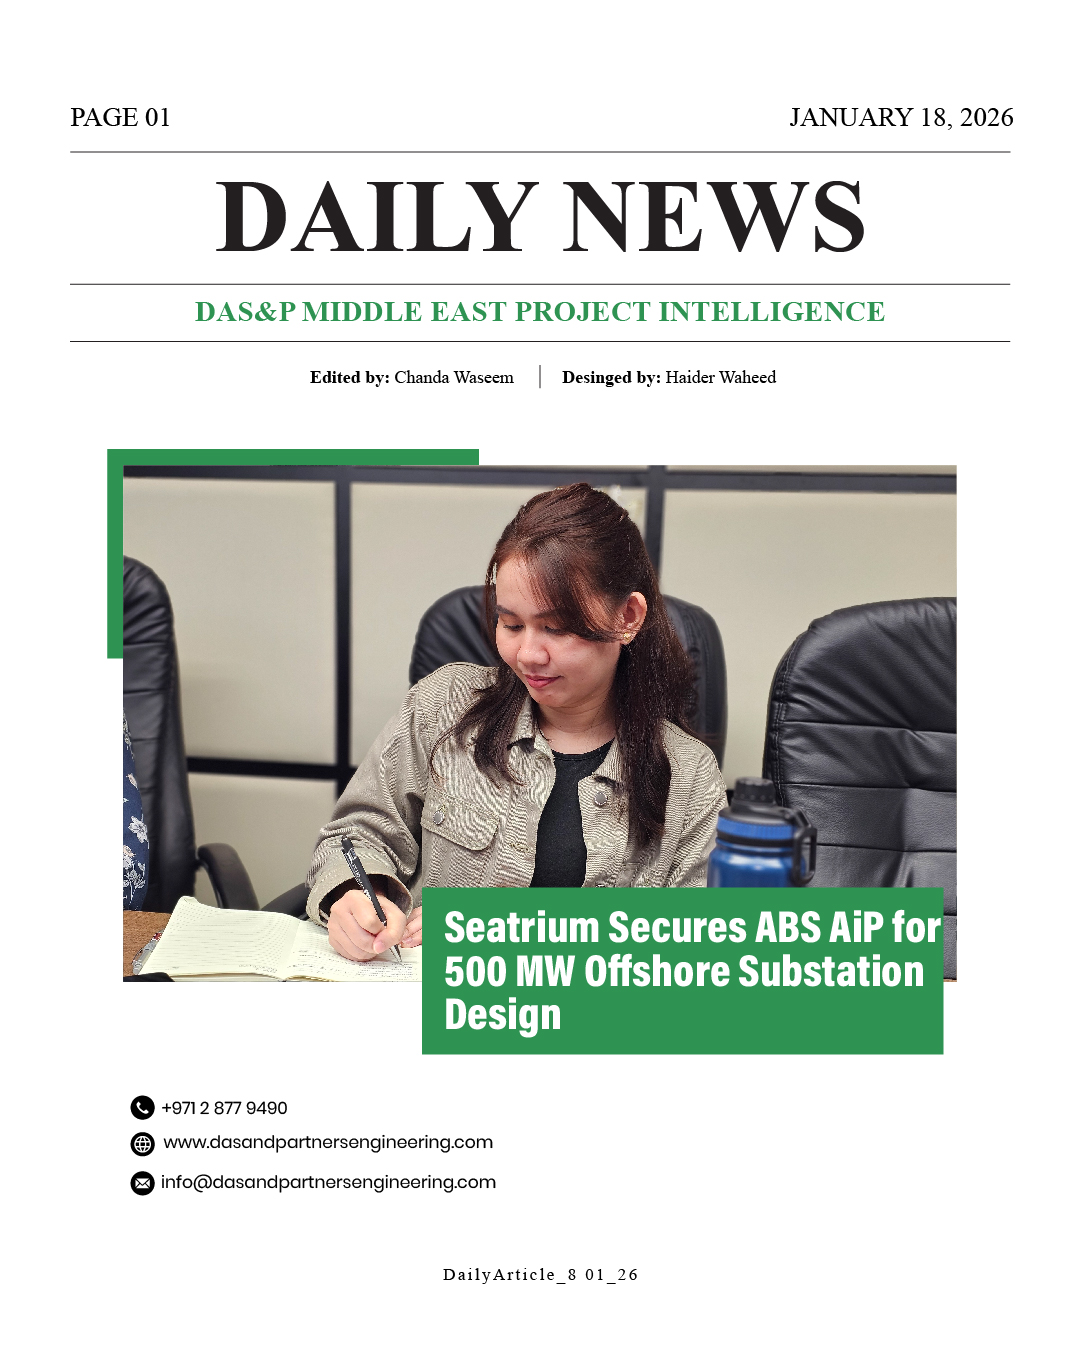 PAGE 01
JANUARY 18, 2026
DAILY NEWS
DAS&P MIDDLE EAST PROJECT INTELLIGENCE
Edited by: Chanda Waseem
Desinged by: Haider Waheed
Seatrium Secures ABS AiP for
500 MW Offshore Substation
Design
+971 2 877 9490
www.dasandpartnersengineering.com
info@dasandpartnersengineering.com
DailyArticle_8 01_26